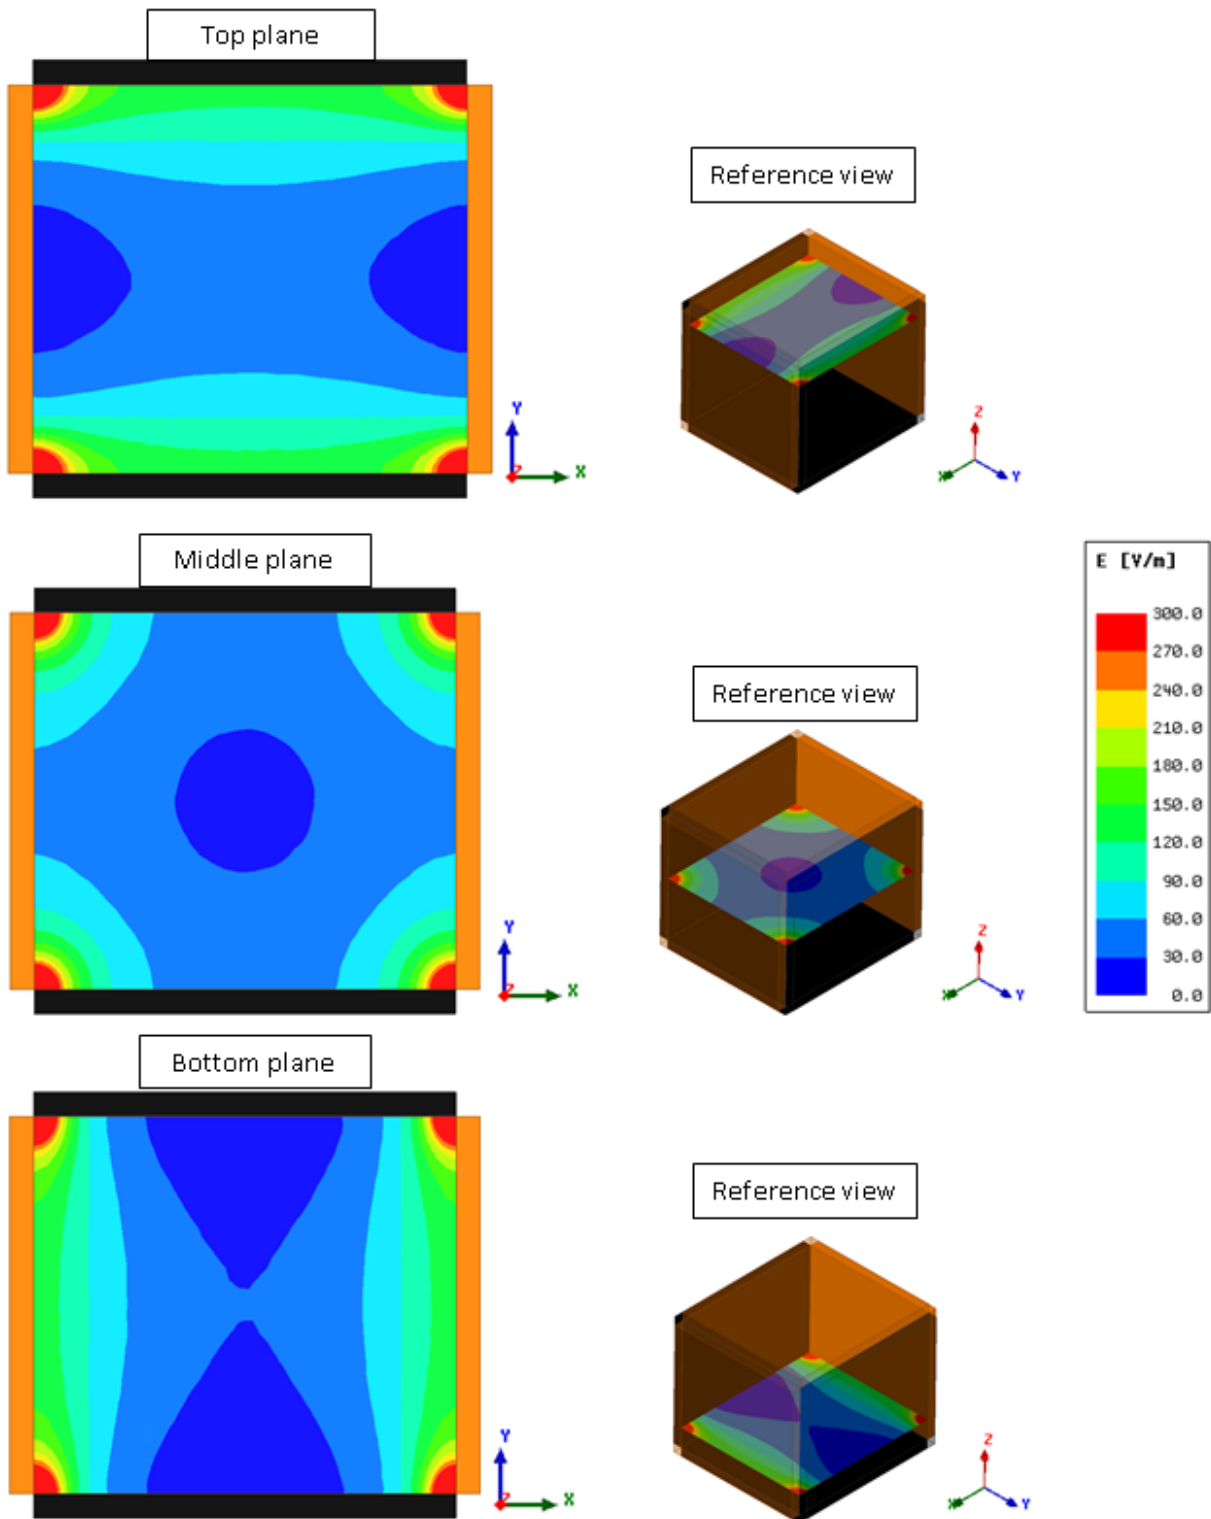 Top plane
Reference view
Z
X
Y
Y
Z
X
Middle plane
E [V/m]
300.0
270.0
240.0
210.0
180.0
150.0
120.0
90.0
60.0
30.0
0.0
Reference view
Z
X
Y
Y
Z
X
Bottom plane
Reference view
Z
X
Y
Y
Z
X